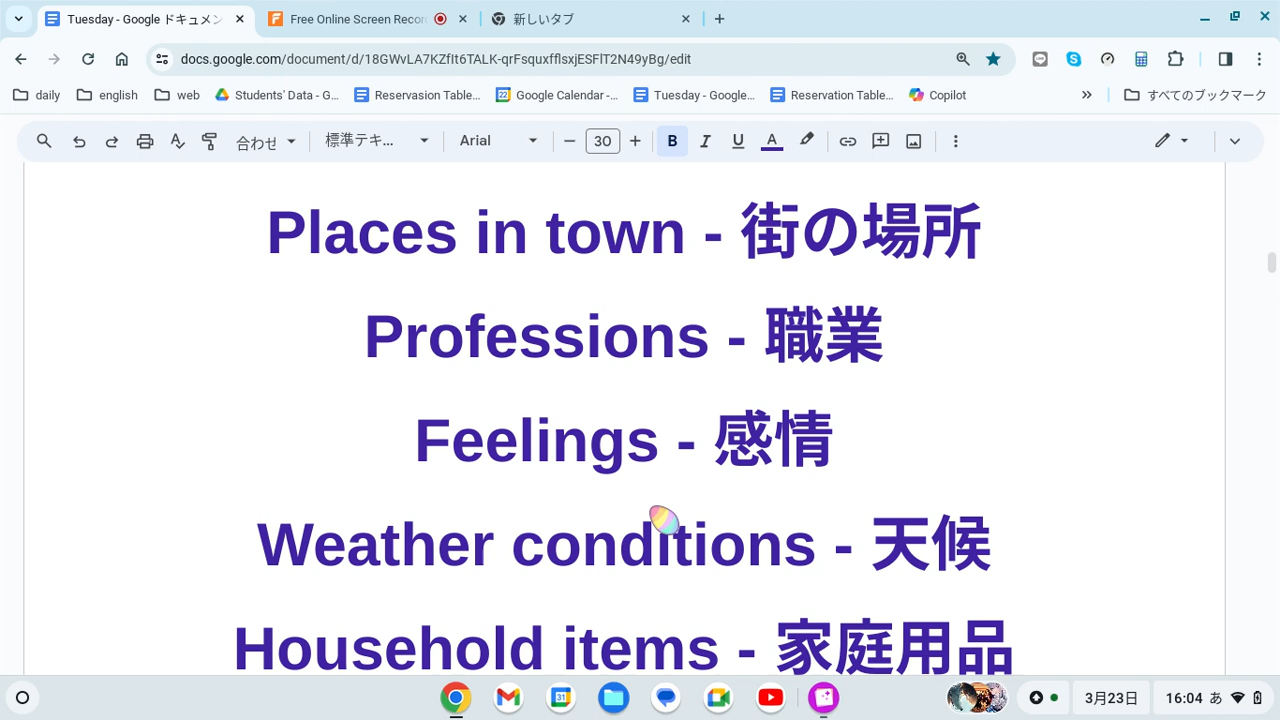 Tuesday - Google ドキュメン
Free Online Screen Recor
新しいタブ
docs.google.com/document/d/18GWvLA7KZfIt6TALK-qrFsquxfflsxjESFlT2N49yBg/edit
daily
english
web
Students' Data - G...
Reservasion Table...
Google Calendar -...
Tuesday - Google...
Reservation Table...
Copilot
すべてのブックマーク
合わせ
標準テキ...
Arial
30
B I U A
Places in town - 街の場所
Professions - 職業
Feelings - 感情
Weather conditions - 天候
Household items - 家庭用品
3月23日
16:04 あ